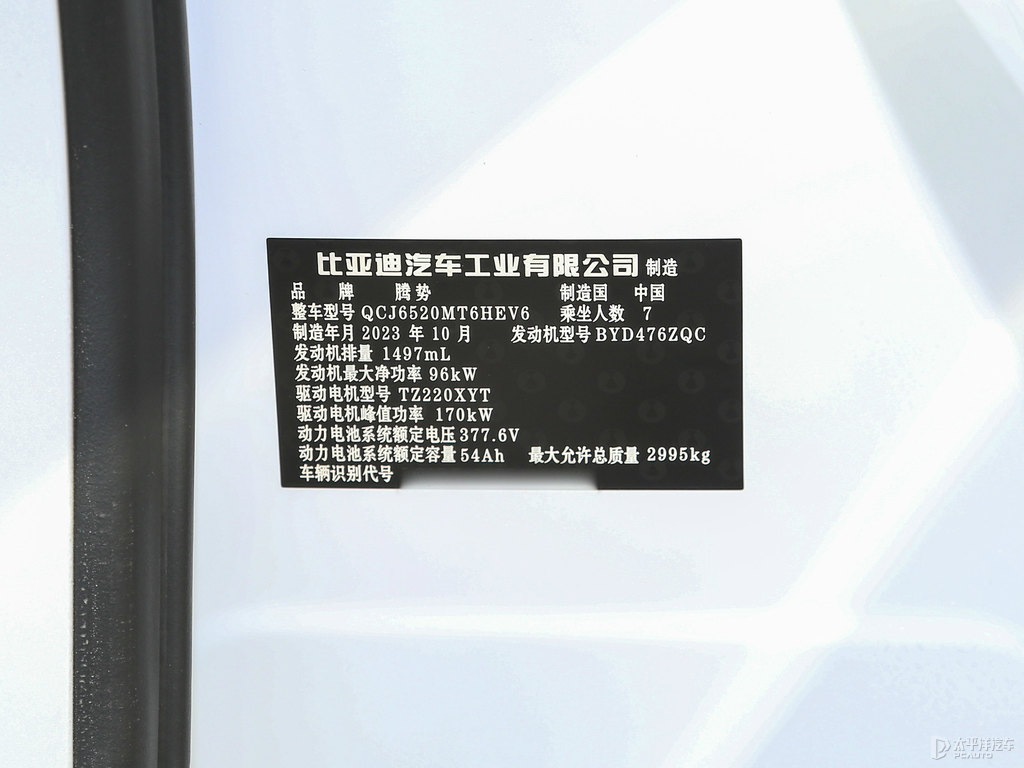 比亚迪汽车工业有限公司 制造
品 牌 腾势 制造国 中国
整车型号 QCJ6520MT6HEV6 乘坐人数 7
制造年月 2023 年 10 月 发动机型号 BYD476ZQC
发动机排量 1497mL
发动机最大净功率 96kW
驱动电机型号 TZ220XYT
驱动电机峰值功率 170kW
动力电池系统额定电压 377.6V
动力电池系统额定容量 54Ah 最大允许总质量 2995kg
车辆识别代号
太平洋汽车
PCAUTO